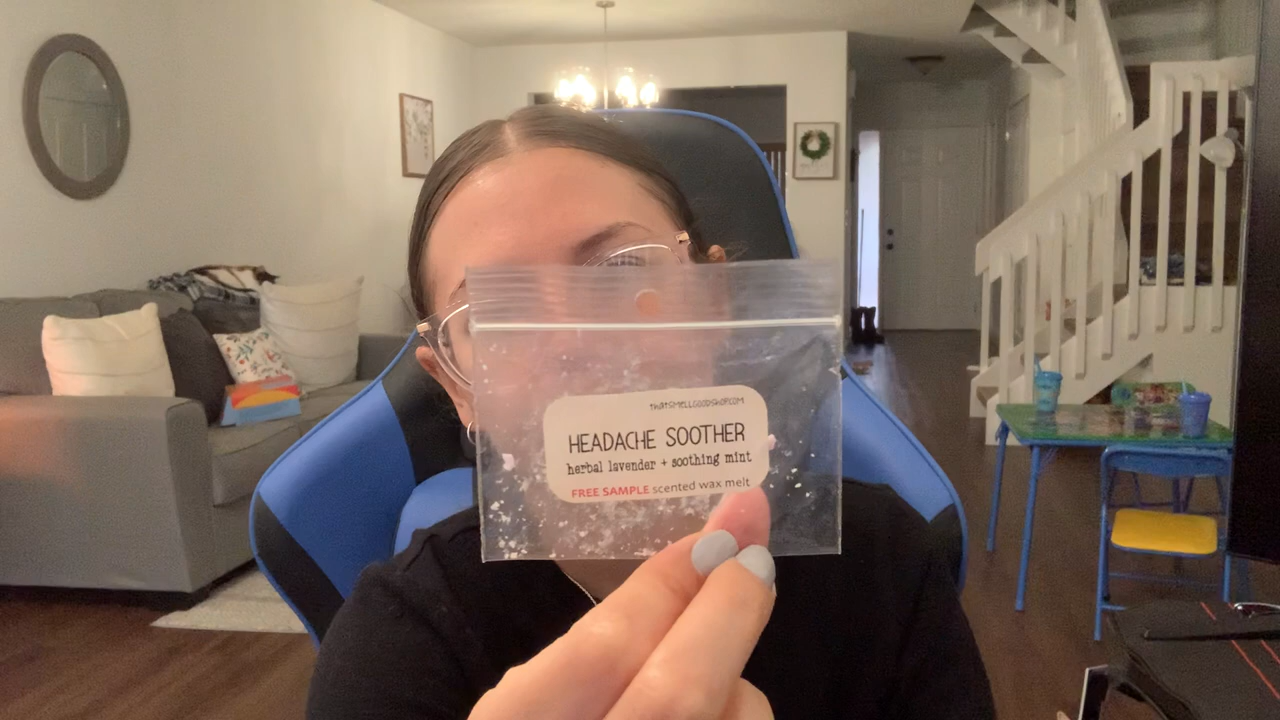 thatsmellgoodshop.com
HEADACHE SOOTHER
herbal lavender + soothing mint
FREE SAMPLE scented wax melt